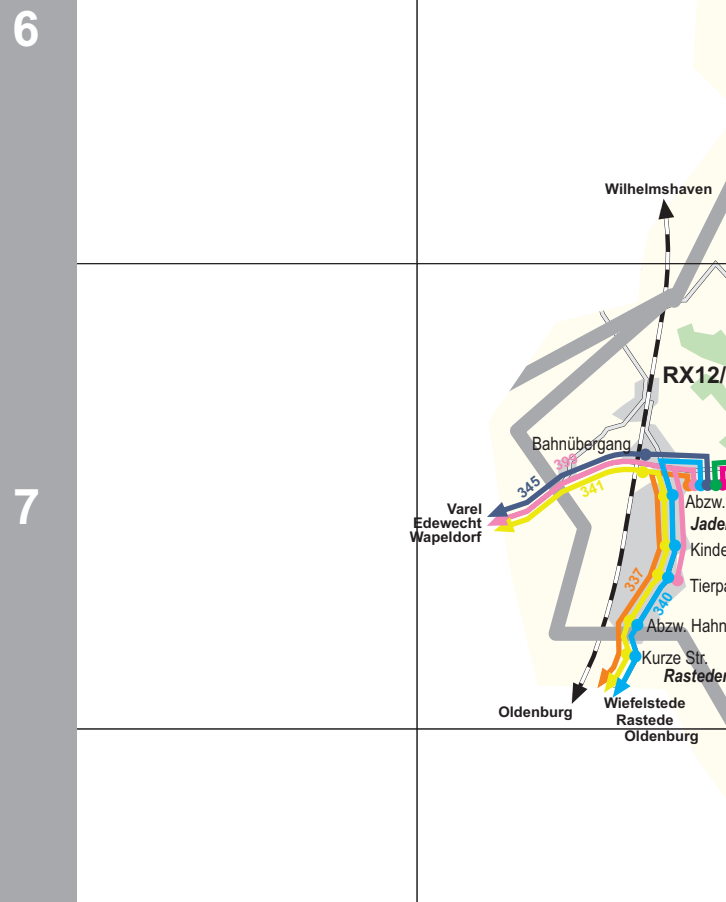 6
Wilhelmshaven
RX12/
Bahnübergang
399
345
341
Varel
Edewecht
Wapeldorf
7
Abzw.
Jade
Kinde
337
Tierpa
340
Abzw. Hahn
Kurze Str.
Rasteder
Oldenburg
Wiefelstede
Rastede
Oldenburg